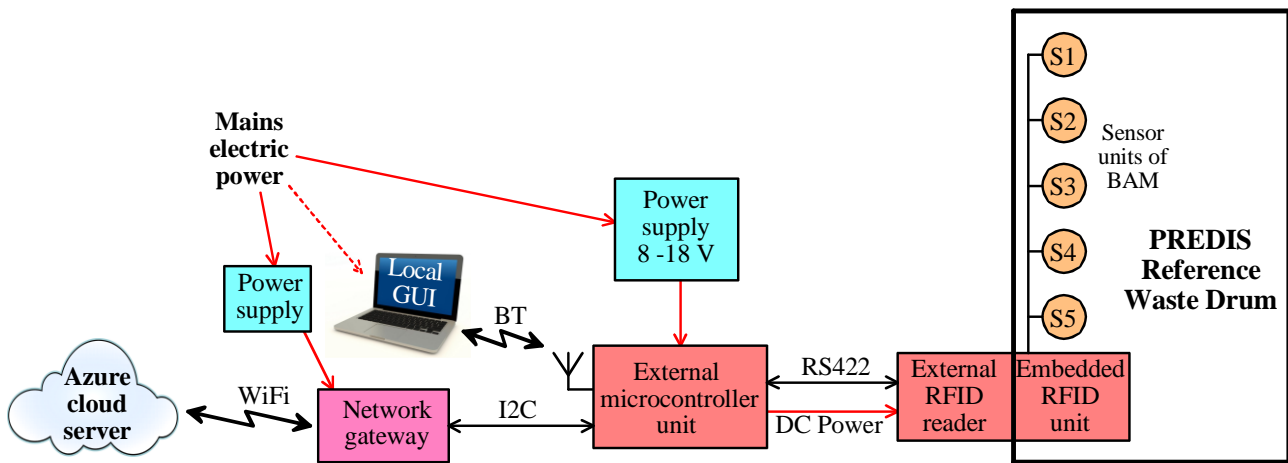 S1
S2
S3
S4
S5
Sensor
units of
BAM
PREDIS
Reference
Waste Drum
Mains
electric
power
Power
supply
8 -18 V
Power
supply
Local
GUI
BT
Azure
cloud
server
WiFi
Network
gateway
I2C
External
microcontroller
unit
RS422
DC Power
External
RFID
reader
Embedded
RFID
unit